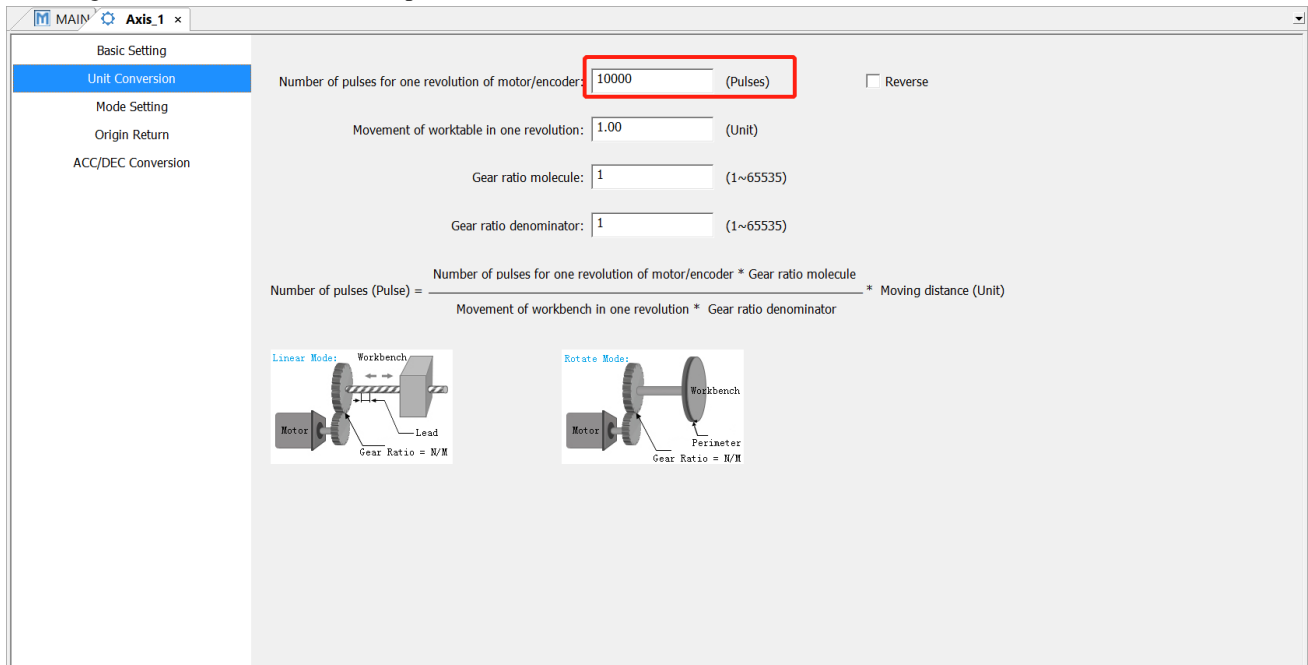 MAIN Axis_1 ×
Basic Setting
Unit Conversion
Mode Setting
Origin Return
ACC/DEC Conversion
Number of pulses for one revolution of motor/encoder: 10000 (Pulses) Reverse
Movement of worktable in one revolution: 1.00 (Unit)
Gear ratio molecule: 1 (1~65535)
Gear ratio denominator: 1 (1~65535)
Number of pulses for one revolution of motor/encoder * Gear ratio molecule
Number of pulses (Pulse) = * Moving distance (Unit)
Movement of workbench in one revolution * Gear ratio denominator
Linear Mode: Workbench
Motor
Lead
Gear Ratio = N/M
Rotate Mode:
Workbench
Motor
Perimeter
Gear Ratio = N/M